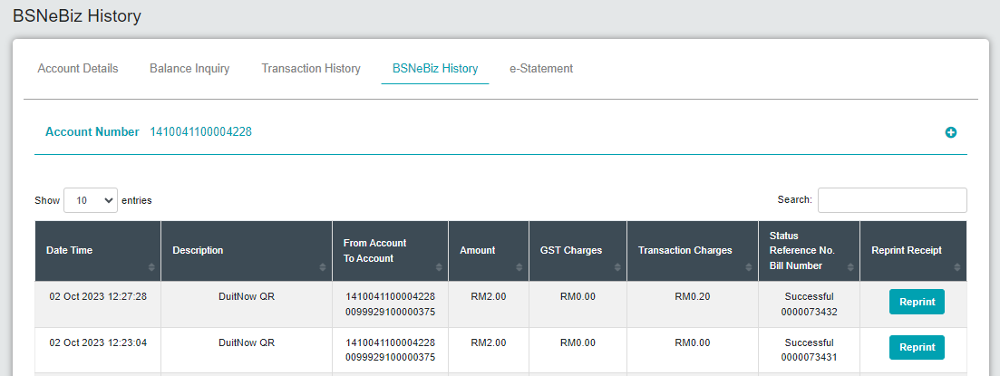 BSNeBiz History
Account Details Balance Inquiry Transaction History BSNeBiz History e-Statement
Account Number 1410041100004228
Show 10 entries Search:
Date Time Description From Account To Account Amount GST Charges Transaction Charges Status Reference No. Bill Number Reprint Receipt
02 Oct 2023 12:27:28 DuitNow QR 1410041100004228 RM2.00 RM0.00 RM0.20 Successful Reprint
0099929100000375 0000073432
02 Oct 2023 12:23:04 DuitNow QR 1410041100004228 RM2.00 RM0.00 RM0.00 Successful Reprint
0099929100000375 0000073431